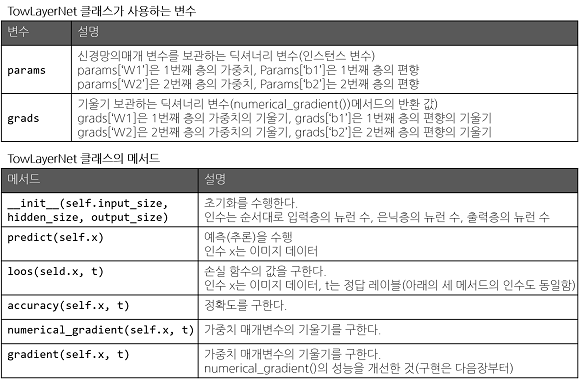 TowLayerNet 클래스가 사용하는 변수
변수 설명
params 신경망의매개 변수를 보관하는 딕셔너리 변수(인스턴스 변수)
params['W1']은 1번째 층의 가중치, Params['b1']은 1번째 층의 편향
params['W2']은 2번째 층의 가중치, Params['b2']는 2번째 층의 편향
grads 기울기 보관하는 딕셔너리 변수(numerical_gradient())메서드의 반환 값)
grads['W1]은 1번째 층의 가중치의 기울기, grads['b1']은 1번째 층의 편향의 기울기
grads['W2]은 2번째 층의 가중치의 기울기, grads['b2']은 2번째 층의 편향의 기울기
TowLayerNet 클래스의 메서드
메서드 설명
__init__(self.input_size, 초기화를 수행한다.
hidden_size, output_size) 인수는 순서대로 입력층의 뉴런 수, 은닉층의 뉴런 수, 출력층의 뉴런 수
predict(self.x) 예측(추론)을 수행
인수 x는 이미지 데이터
loos(seld.x, t) 손실 함수의 값을 구한다.
인수 x는 이미지 데이터, t는 정답 레이블(아래의 세 메서드의 인수도 동일함)
accuracy(self.x, t) 정확도를 구한다.
numerical_gradient(self.x, t) 가중치 매개변수의 기울기를 구한다.
gradient(self.x, t) 가중치 매개변수의 기울기를 구한다.
numerical_gradient()의 성능을 개선한 것(구현은 다음장부터)